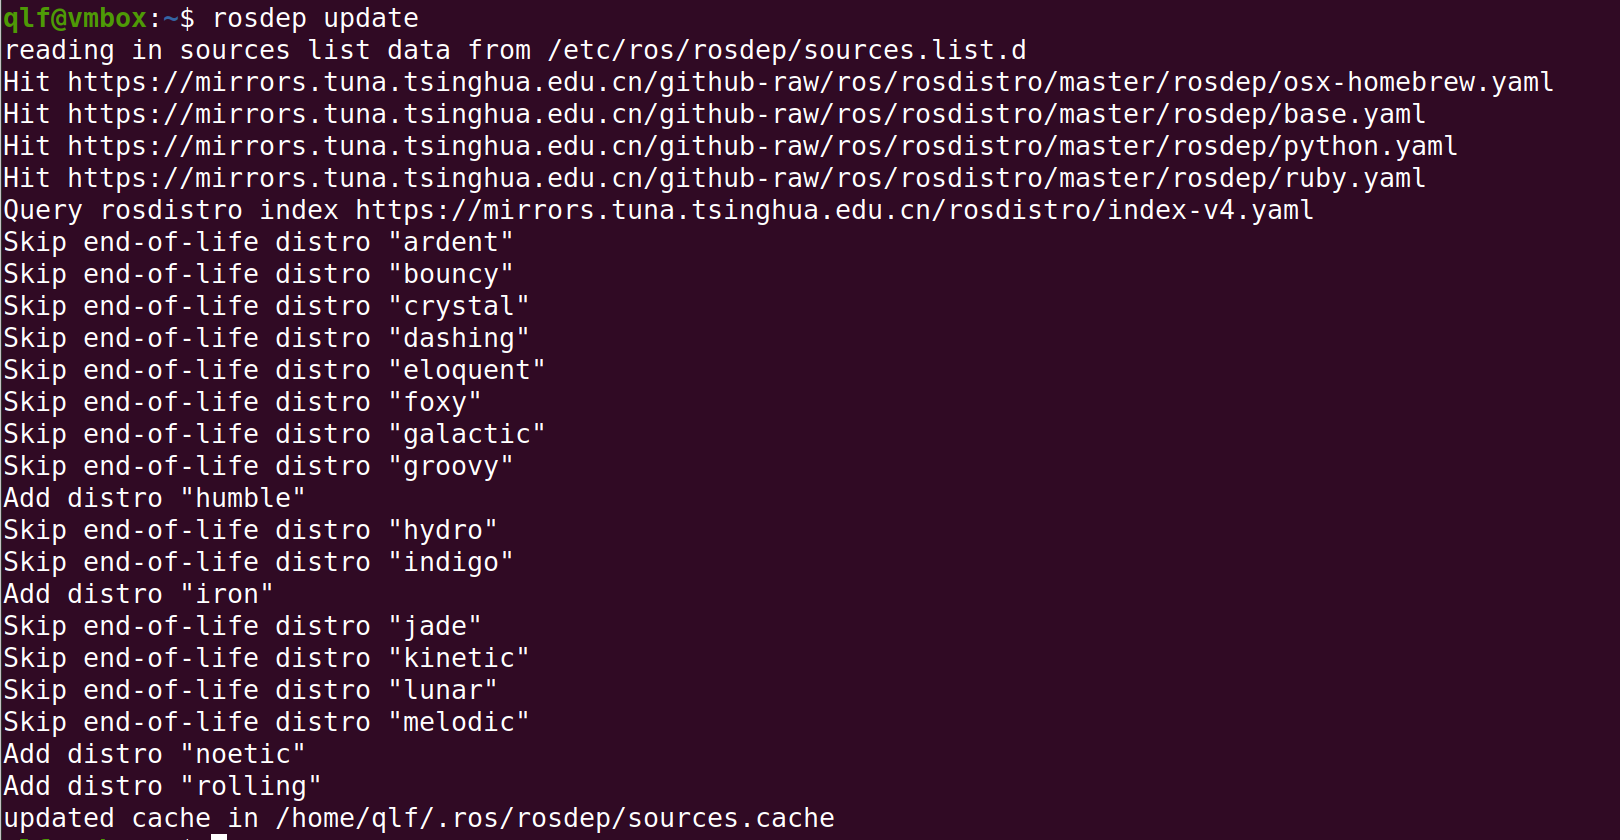 qlf@vmbox:~$ rosdep update
reading in sources list data from /etc/ros/rosdep/sources.list.d
Hit https://mirrors.tuna.tsinghua.edu.cn/github-raw/ros/rosdistro/master/rosdep/osx-homebrew.yaml
Hit https://mirrors.tuna.tsinghua.edu.cn/github-raw/ros/rosdistro/master/rosdep/base.yaml
Hit https://mirrors.tuna.tsinghua.edu.cn/github-raw/ros/rosdistro/master/rosdep/python.yaml
Hit https://mirrors.tuna.tsinghua.edu.cn/github-raw/ros/rosdistro/master/rosdep/ruby.yaml
Query rosdistro index https://mirrors.tuna.tsinghua.edu.cn/rosdistro/index-v4.yaml
Skip end-of-life distro "ardent"
Skip end-of-life distro "bouncy"
Skip end-of-life distro "crystal"
Skip end-of-life distro "dashing"
Skip end-of-life distro "eloquent"
Skip end-of-life distro "foxy"
Skip end-of-life distro "galactic"
Skip end-of-life distro "groovy"
Add distro "humble"
Skip end-of-life distro "hydro"
Skip end-of-life distro "indigo"
Add distro "iron"
Skip end-of-life distro "jade"
Skip end-of-life distro "kinetic"
Skip end-of-life distro "lunar"
Skip end-of-life distro "melodic"
Add distro "noetic"
Add distro "rolling"
updated cache in /home/qlf/.ros/rosdep/sources.cache